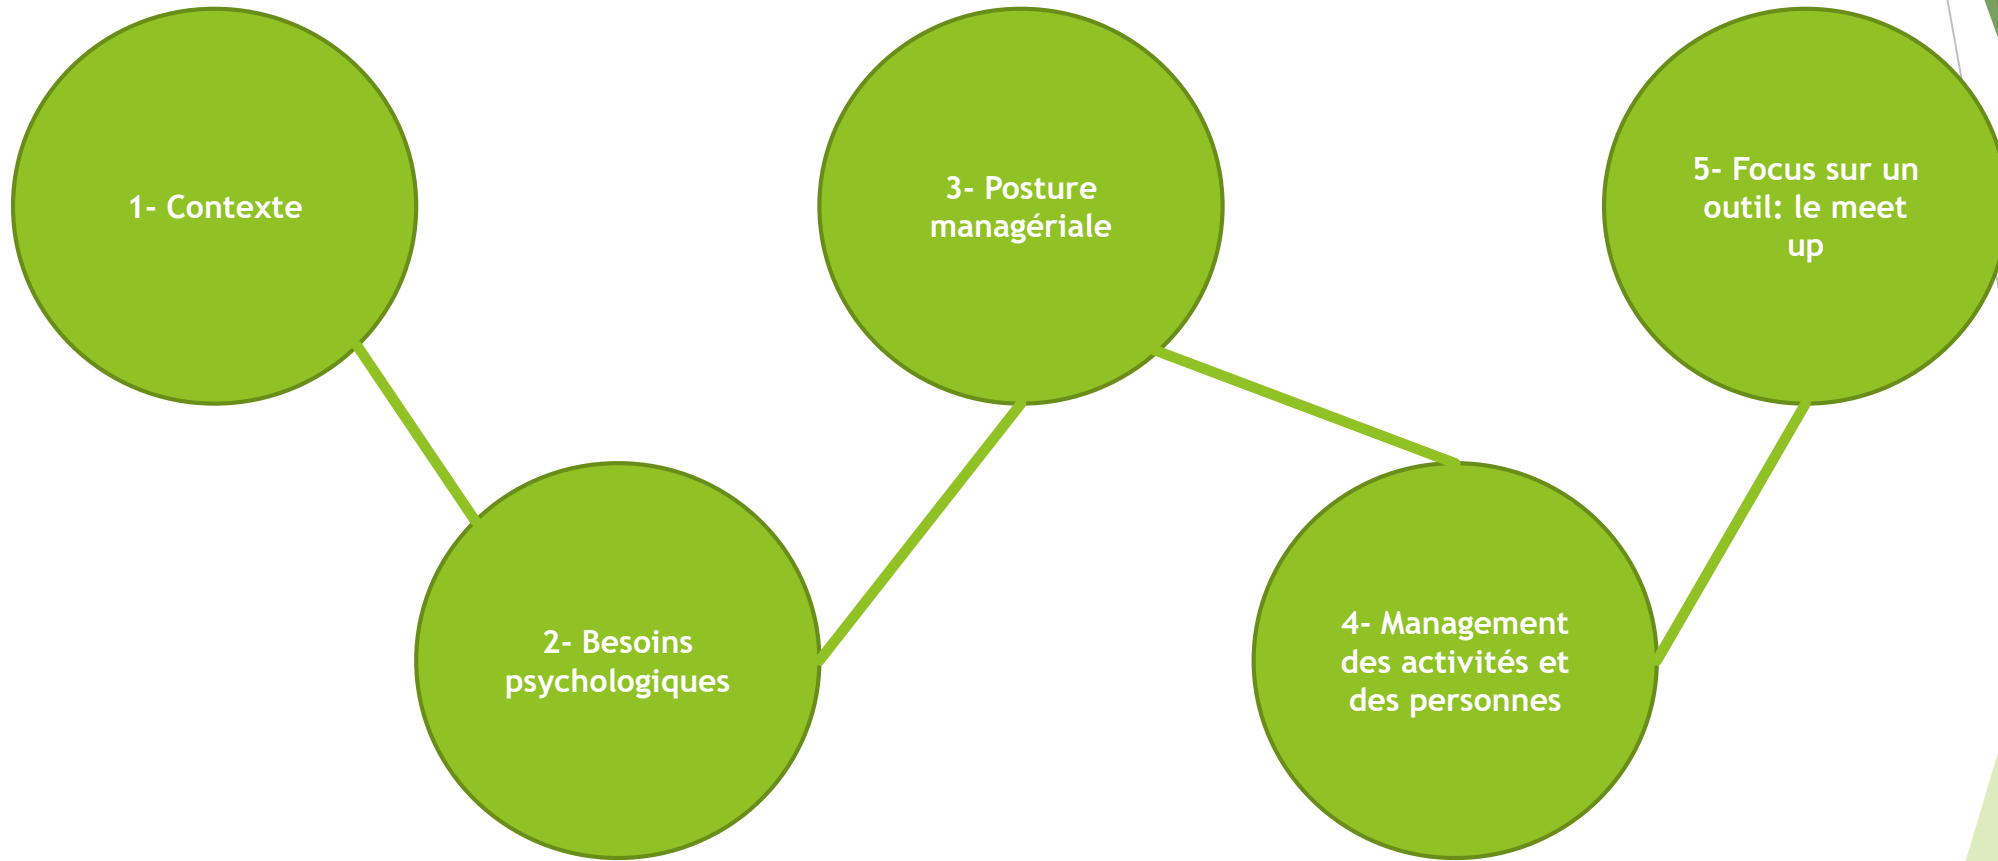 1- Contexte
2- Besoins
psychologiques
3- Posture
managériale
4- Management
des activités et
des personnes
5- Focus sur un
outil: le meet
up